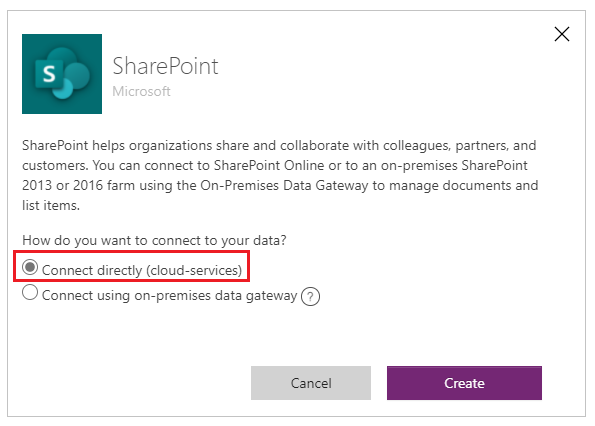 S
SharePoint
Microsoft
SharePoint helps organizations share and collaborate with colleagues, partners, and
customers. You can connect to SharePoint Online or to an on-premises SharePoint
2013 or 2016 farm using the On-Premises Data Gateway to manage documents and
list items.
How do you want to connect to your data?
Connect directly (cloud-services)
Connect using on-premises data gateway ?
Cancel Create